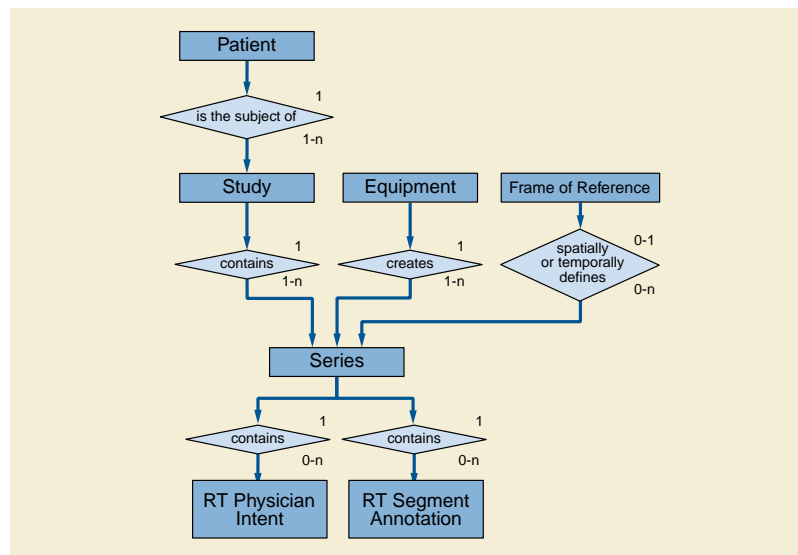 Patient
1
is the subject of
1-n
Study
Equipment
Frame of Reference
1
contains
1-n
1
creates
1-n
0-1
spatially
or temporally
defines
0-n
Series
1
contains
0-n
1
contains
0-n
RT Physician
Intent
RT Segment
Annotation